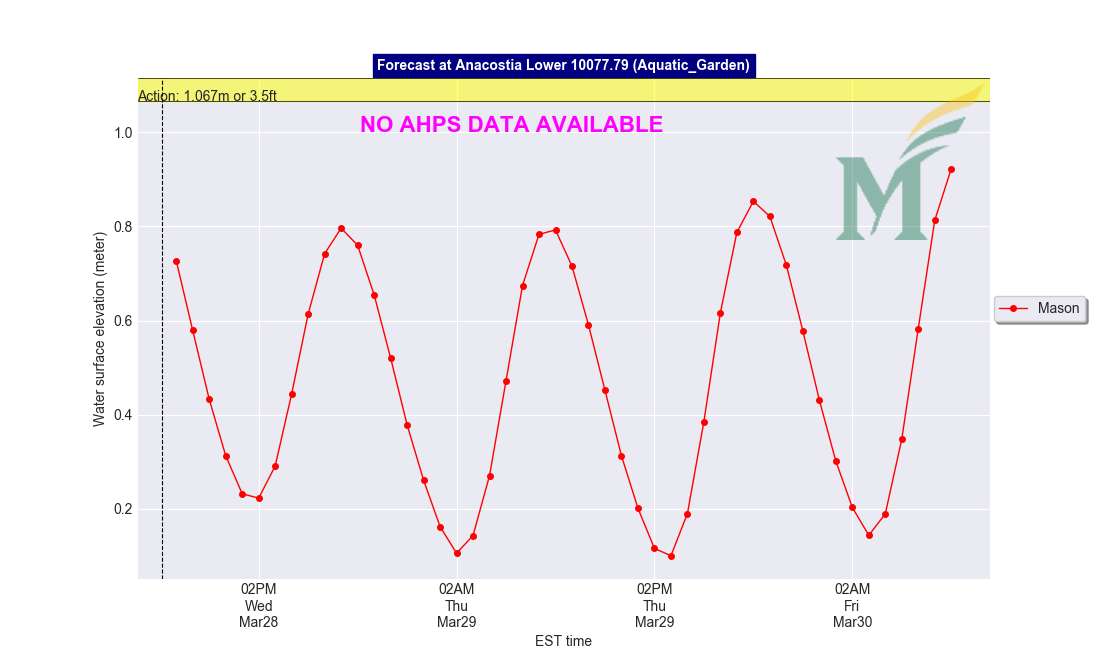 Forecast at Anacostia Lower 10077.79 (Aquatic_Garden)
Action: 1.067m or 3.5ft
NO AHPS DATA AVAILABLE
M
1.0
0.8
0.6
0.4
0.2
Water surface elevation (meter)
Mason
02PM
Wed
Mar28
02AM
Thu
Mar29
02PM
Thu
Mar29
02AM
Fri
Mar30
EST time